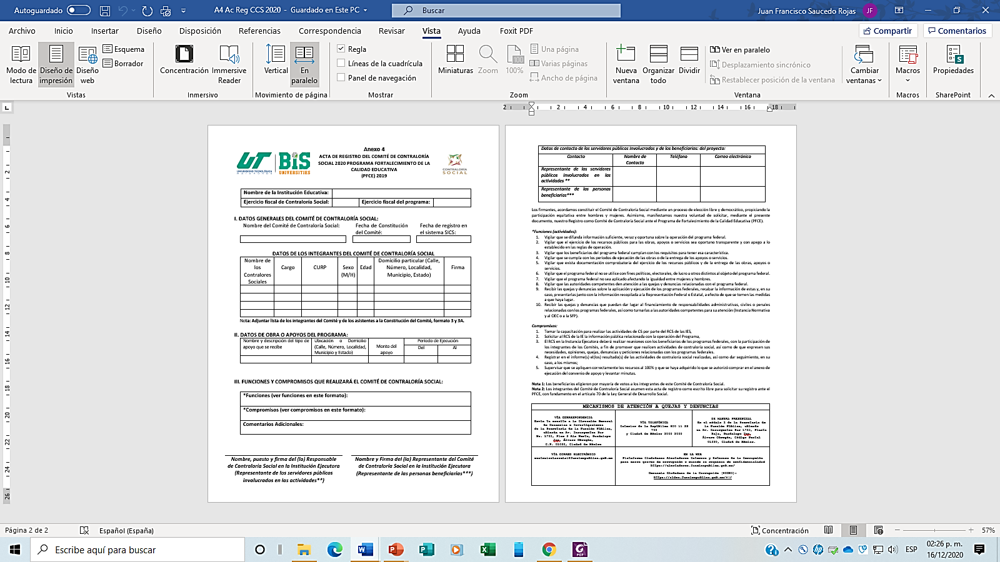 Autoguardado
A4 Ac Reg CCS 2020 - Guardado en Este PC
Buscar
Juan Francisco Saucedo Rojas JF
Archivo Inicio Insertar Diseño Disposición Referencias Correspondencia Revisar Vista Ayuda Foxit PDF
Compartir Comentarios
Modo de lectura
Diseño de impresión
Diseño web
Esquema
Borrador
Vistas
Concentración
Immersive Reader
Inmersivo
Vertical
En paralelo
Movimiento de página
Regla
Líneas de la cuadrícula
Panel de navegación
Mostrar
Miniaturas
Zoom
100%
Una página
Varias páginas
Ancho de página
Zoom
Nueva ventana
Organizar todo
Dividir
Ver en paralelo
Desplazamiento sincrónico
Restablecer posición de la ventana
Ventana
Cambiar ventanas
Macros
Macros
Propiedades
SharePoint
2 2 4 6 8 10 12 14 16 18
UT BIS
UNIVERSIDAD TECNOLÓGICA
UNIVERSITIES
CONTRALORÍA
SOCIAL
Anexo 4
ACTA DE REGISTRO DEL COMITÉ DE CONTRALORÍA
SOCIAL 2020 PROGRAMA FORTALECIMIENTO DE LA
CALIDAD EDUCATIVA
(PFCE) 2019
Nombre de la Institución Educativa:
Ejercicio fiscal de Contraloría Social: Ejercicio fiscal del programa:
I. DATOS GENERALES DEL COMITÉ DE CONTRALORÍA SOCIAL:
Nombre del Comité de Contraloría Social:
Fecha de Constitución del Comité:
Fecha de registro en el sistema SICS:
DATOS DE LOS INTEGRANTES DEL COMITÉ DE CONTRALORÍA SOCIAL
Nombre de los Contralores Sociales
Cargo
CURP
Sexo (M/H)
Edad
Domicilio particular (Calle, Número, Localidad, Municipio, Estado)
Firma
Nota: Adjuntar lista de los integrantes del Comité y de los asistentes a la Constitución del Comité, formato 3 y 3A.
II. DATOS DE OBRA O APOYOS DEL PROGRAMA:
Nombre y descripción del tipo de apoyo que se recibe
Ubicación o Domicilio (Calle, Número, Localidad, Municipio y Estado)
Monto del apoyo
Periodo de Ejecución
Del Al
III. FUNCIONES Y COMPROMISOS QUE REALIZARÁ EL COMITÉ DE CONTRALORÍA SOCIAL:
*Funciones (ver funciones en este formato):
*Compromisos (ver compromisos en este formato):
Comentarios Adicionales:
Nombre, puesto y firma del (la) Responsable
de Contraloría Social en la Institución Ejecutora
(Representante de los servidores públicos
involucrados en las actividades**)
Nombre y Firma del (la) Representante del Comité
de Contraloría Social en la Institución Ejecutora
(Representante de las personas beneficiarias***)
Datos de contacto de los servidores públicos involucrados y de los beneficiarios: del proyecto:
Contacto
Nombre de Contacto
Teléfono
Correo electrónico
Representante de los servidores públicos involucrados en las actividades **
Representante de las personas beneficiarias***
Los firmantes, acordamos constituir el Comité de Contraloría Social mediante un proceso de elección libre y democrático, propiciando la
participación equitativa entre hombres y mujeres. Asimismo, manifestamos nuestra voluntad de solicitar, mediante el presente
documento, nuestro Registro como Comité de Contraloría Social ante el Programa de Fortalecimiento de la Calidad Educativa (PFCE).
*Funciones (actividades):
1. Vigilar que se difunda información suficiente, veraz y oportuna sobre la operación del programa federal.
2. Vigilar que el ejercicio de los recursos públicos para las obras, apoyos o servicios sea oportuno transparente y con apego a lo
establecido en las reglas de operación.
3. Vigilar que los beneficiarios del programa federal cumplan con los requisitos para tener esa característica.
4. Vigilar que se cumpla con los periodos de ejecución de las obras o de la entrega de los apoyos o servicios.
5. Vigilar que exista documentación comprobatoria del ejercicio de los recursos públicos y de la entrega de las obras, apoyos o
servicios.
6. Vigilar que el programa federal no se utilice con fines políticos, electorales, de lucro u otros distintos al objeto del programa federal.
7. Vigilar que el programa federal no sea aplicado afectando la igualdad entre mujeres y hombres.
8. Vigilar que las autoridades competentes den atención a las quejas y denuncias relacionadas con el programa federal.
9. Recibir las quejas y denuncias sobre la aplicación y ejecución de los programas federales, recabar la información de estas y, en su
caso, presentarlas junto con la información recopilada a la Representación Federal o Estatal, a efecto de que se tomen las medidas
a que haya lugar.
10. Recibir las quejas y denuncias que puedan dar lugar al financiamiento de responsabilidades administrativas, civiles o penales
relacionadas con los programas federales, así como turnarlas a las autoridades competentes para su atención (Instancia Normativa
y al OEC o a la SFP).
Compromisos:
1. Tomar la capacitación para realizar las actividades de CS por parte del RCS de las IES,
2. Solicitar al RCS de la IE la información pública relacionada con la operación del Programa,
3. El RCS en la Instancia Ejecutora deberá realizar reuniones con los beneficiarios de los programas federales, con la participación de
los integrantes de los Comités, a fin de promover que realicen actividades de contraloría social, así como de que expresen sus
necesidades, opiniones, quejas, denuncias y peticiones relacionadas con los programas federales.
4. Registrar en el informe(s) el(los) resultado(s) de las actividades de contraloría social realizadas, así como dar seguimiento, en su
caso, a los mismos;
5. Supervisar que se apliquen correctamente los recursos al 100% y que se haya adquirido lo que se autorizó comprar en el anexo de
ejecución del convenio de apoyo y levantar minutas.
Nota 1: Los beneficiarios eligieron por mayoría de votos a los integrantes de este Comité de Contraloría Social.
Nota 2: Los integrantes del Comité de Contraloría Social asumen esta acta de registro como escrito libre para solicitar su registro ante el
PFCE, con fundamento en el artículo 70 de la Ley General de Desarrollo Social.
MECANISMOS DE ATENCIÓN A QUEJAS Y DENUNCIAS
VÍA CORRESPONDENCIA
VÍA TELEFÓNICA
DE MANERA PRESENCIAL
VÍA CORREO ELECTRÓNICO
EN LA WEB
Página 2 de 2
Español (España)
Concentración
57%
Escribe aquí para buscar
ESP
02:26 p. m.
16/12/2020